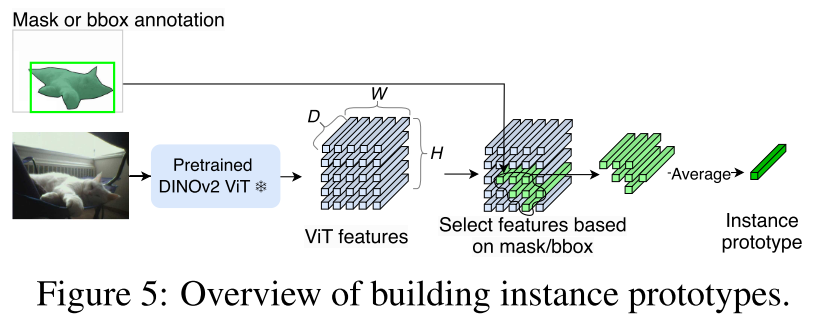 Mask or bbox annotation
W
D
H
Pretrained
DINOv2 ViT ❄
ViT features
Select features based
on mask/bbox
Average
Instance
prototype
Figure 5: Overview of building instance prototypes.